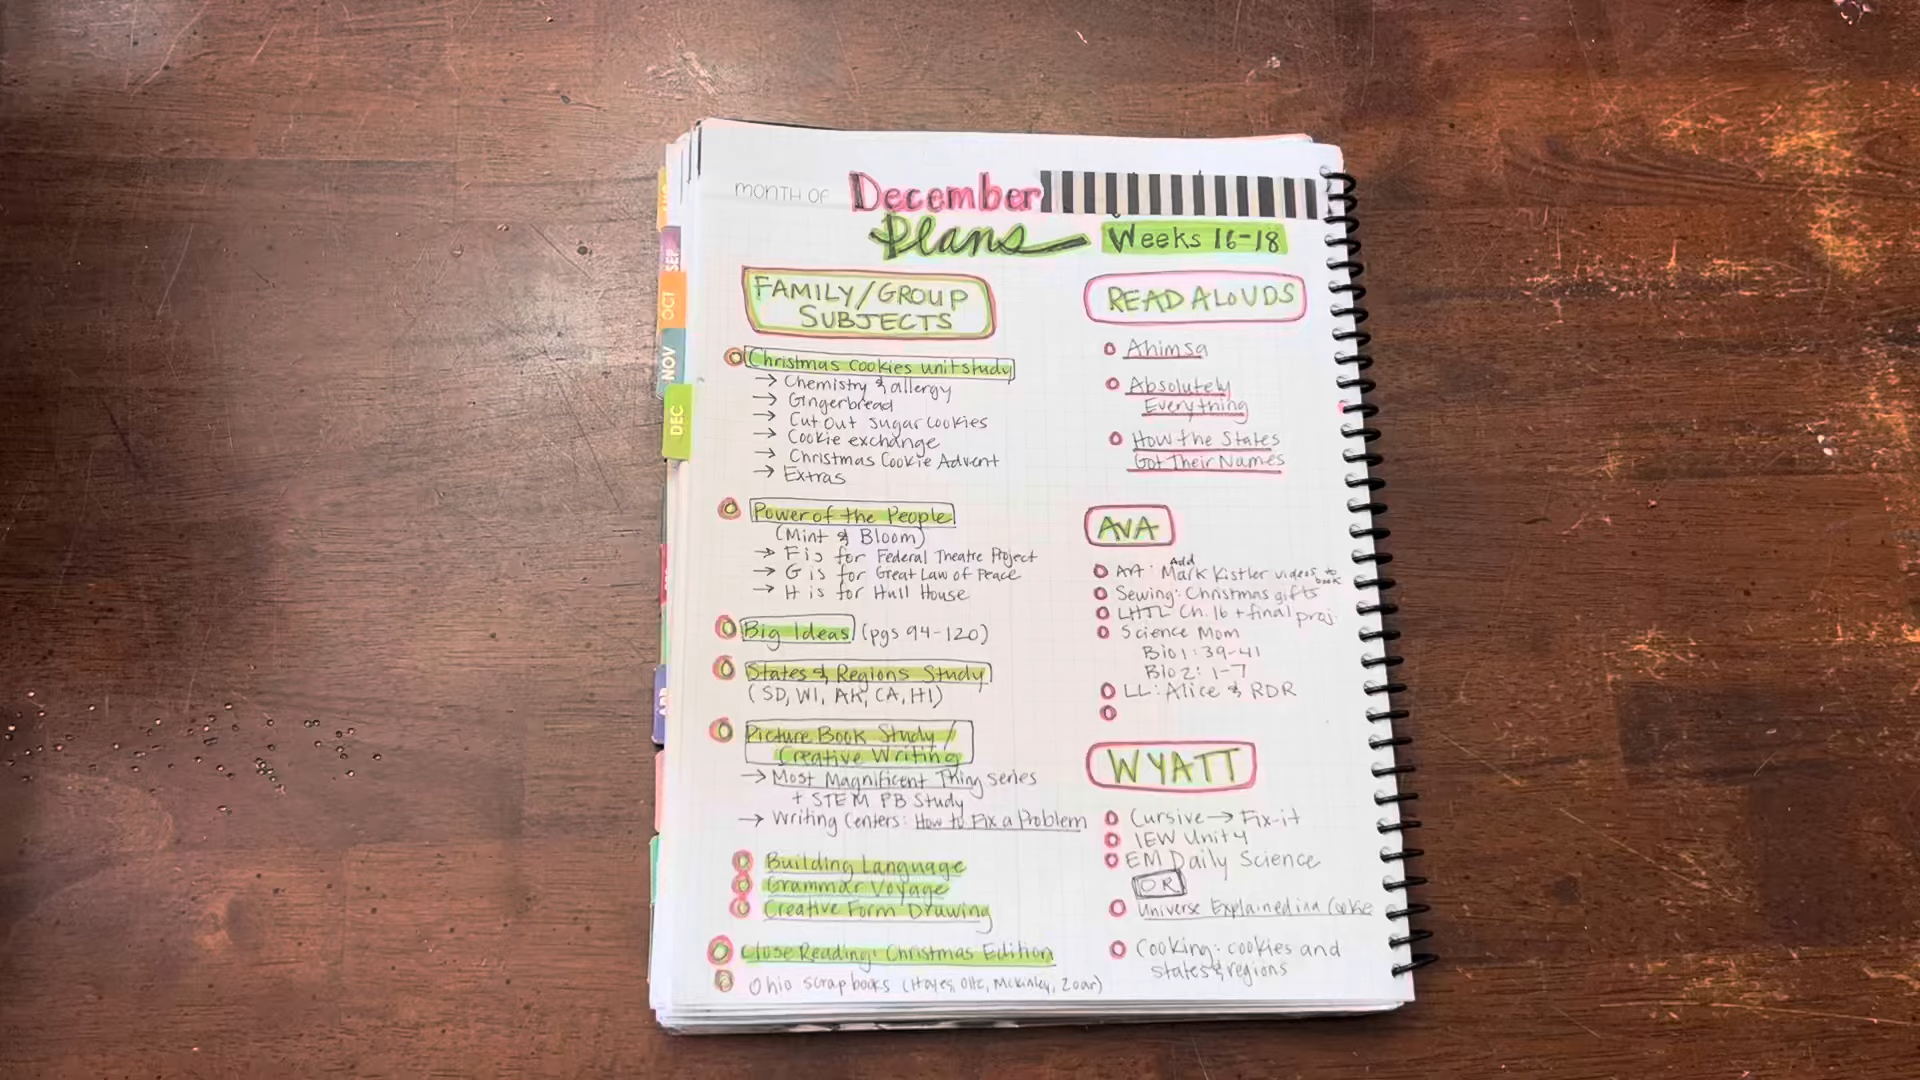 MONTH OF December
Plans Weeks 16-18
FAMILY/GROUP
SUBJECTS
Christmas Cookies unit study
→ Chemistry & allergy
→ Gingerbread
→ Cut Out Sugar Cookies
→ Cookie exchange
→ Christmas Cookie Advent
→ Extras
Power of the People
(Mint & Bloom)
→ F is for Federal Theatre Project
→ G is for Great Law of Peace
→ H is for Hull House
Big Ideas (pgs 94-120)
States & Regions Study
(SD, WI, AK, CA, HI)
Picture Book Study /
Creative Writing
→ Most Magnificent Thing series
+ STEM PB Study
→ Writing Centers: How to Fix a Problem
Building Language
Grammar Voyage
Creative Form Drawing
Close Reading: Christmas Edition
Ohio scrapbooks (Hayes, McKinley, Zoar)
READ ALOUDS
Ahimsa
Absolutely
Everything
How the States
Got Their Names
AVA
Art: Add Mark Kistler videos to book
Sewing: Christmas gifts
LHTL Ch. 16 + final proj.
Science Mom
Bio 1: 39-41
Bio 2: 1-7
LL: Alice & RDR
WYATT
Cursive → Fix-it
IEW Unit 4
EM Daily Science
OR
Universe Explained in a Cookie
Cooking: cookies and
states & regions
SEP
OCT
NOV
DEC